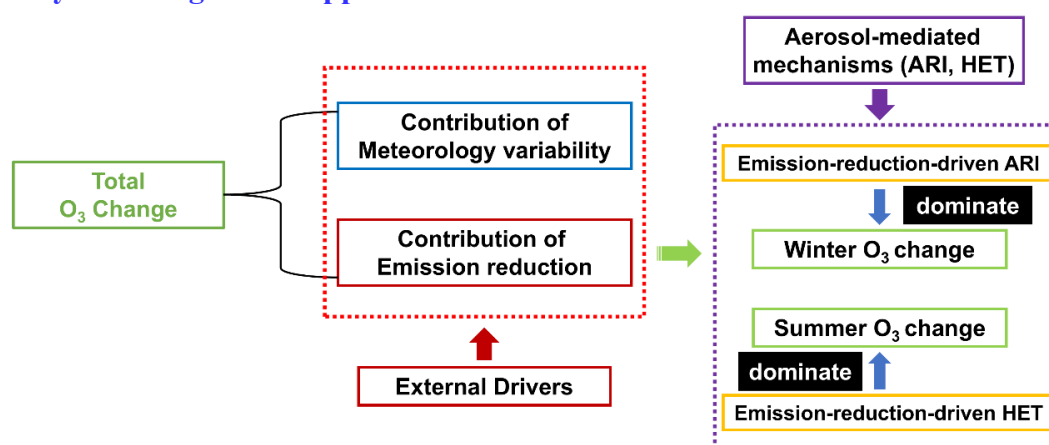 Aerosol-mediated
mechanisms (ARI, HET)
Contribution of
Meteorology variability
Emission-reduction-driven ARI
Total
O₃ Change
dominate
Contribution of
Emission reduction
Winter O₃ change
Summer O₃ change
dominate
External Drivers
Emission-reduction-driven HET